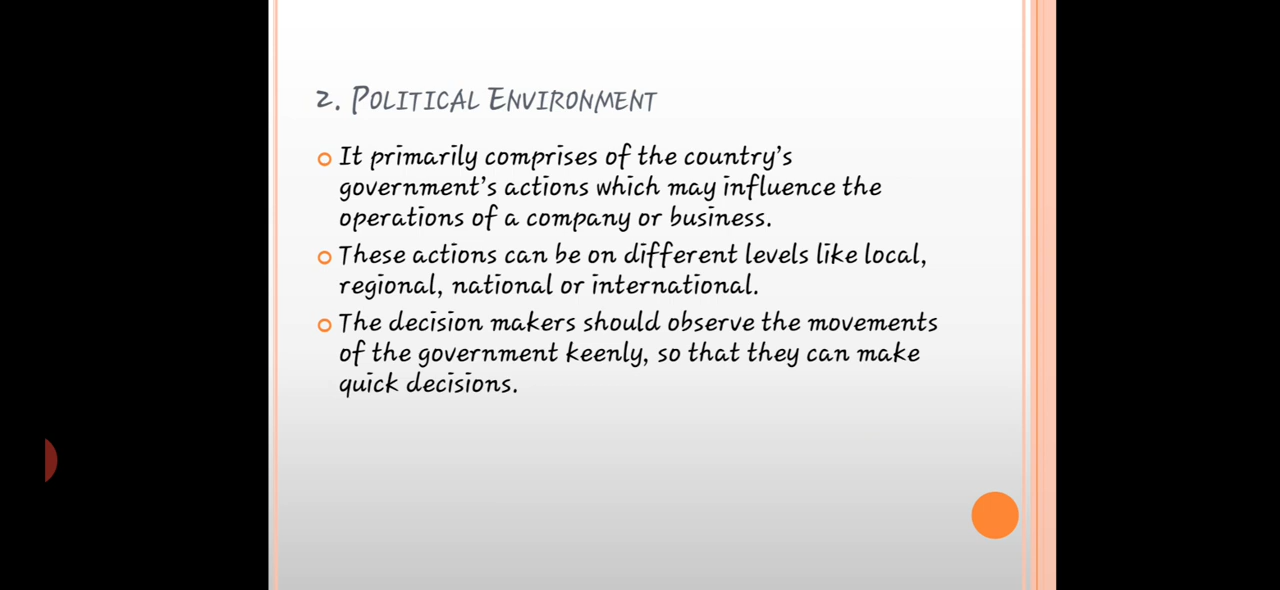 2. POLITICAL ENVIRONMENT
It primarily comprises of the country's
government's actions which may influence the
operations of a company or business.
These actions can be on different levels like local,
regional, national or international.
The decision makers should observe the movements
of the government keenly, so that they can make
quick decisions.